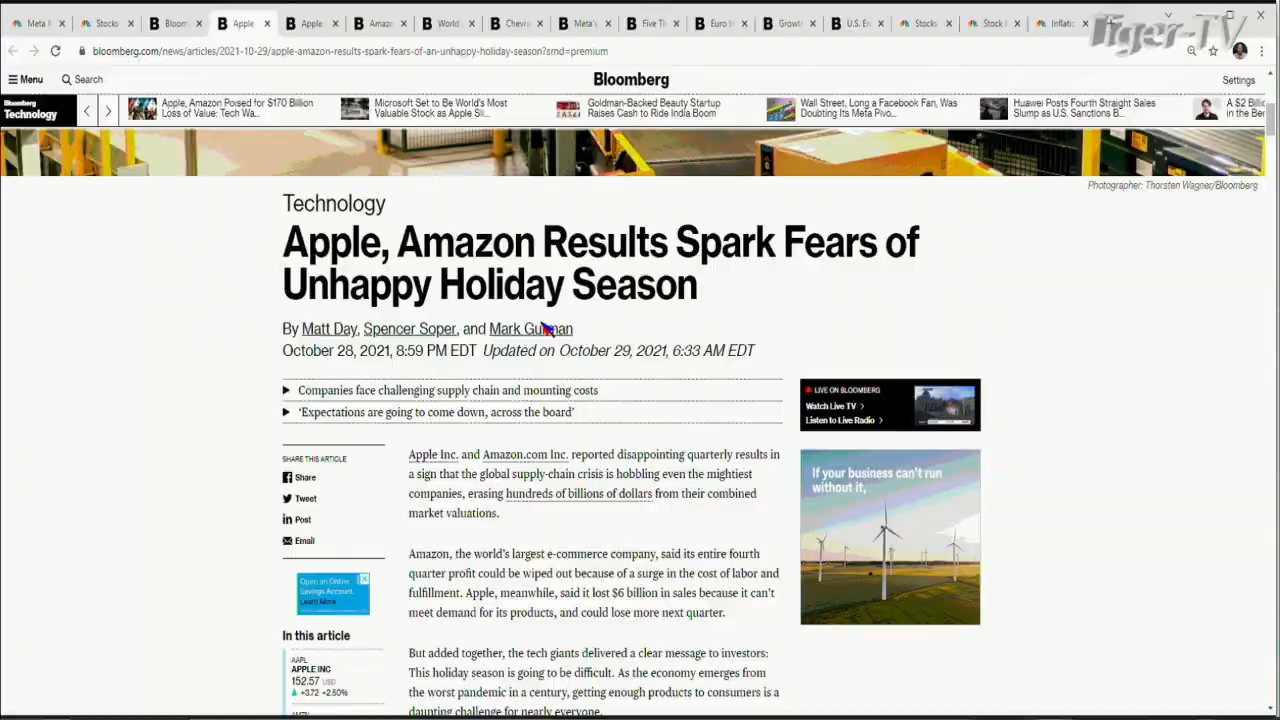 Meta
Stocks
Bloom
Apple
Apple
Amazo
World'
Chevro
Meta's
Five Th
Euro
Growth
U.S. Ec
Stocks
Stock
Inflatio
Tiger-TV
bloomberg.com/news/articles/2021-10-29/apple-amazon-results-spark-fears-of-an-unhappy-holiday-season?srnd=premium
Menu
Search
Bloomberg
Settings
Bloomberg
Technology
Apple, Amazon Poised for $170 Billion
Loss of Value: Tech Wa...
Microsoft Set to Be World's Most
Valuable Stock as Apple Sli...
Goldman-Backed Beauty Startup
Raises Cash to Ride India Boom
Wall Street, Long a Facebook Fan, Was
Doubting Its Meta Pivo...
Huawei Posts Fourth Straight Sales
Slump as U.S. Sanctions B...
A $2 Billi
in the Ber
Photographer: Thorsten Wagner/Bloomberg
Technology
Apple, Amazon Results Spark Fears of
Unhappy Holiday Season
By Matt Day, Spencer Soper, and Mark Gurman
October 28, 2021, 8:59 PM EDT Updated on October 29, 2021, 6:33 AM EDT
Companies face challenging supply chain and mounting costs
'Expectations are going to come down, across the board'
LIVE ON BLOOMBERG
Watch Live TV
Listen to Live Radio
SHARE THIS ARTICLE
Share
Tweet
Post
Email
Apple Inc. and Amazon.com Inc. reported disappointing quarterly results in
a sign that the global supply-chain crisis is hobbling even the mightiest
companies, erasing hundreds of billions of dollars from their combined
market valuations.
If your business can't run
without it,
Amazon, the world's largest e-commerce company, said its entire fourth
quarter profit could be wiped out because of a surge in the cost of labor and
fulfillment. Apple, meanwhile, said it lost $6 billion in sales because it can't
meet demand for its products, and could lose more next quarter.
Open an Online
Savings Account.
Learn More
In this article
AAPL
APPLE INC
152.57 USD
+3.72 +2.50%
But added together, the tech giants delivered a clear message to investors:
This holiday season is going to be difficult. As the economy emerges from
the worst pandemic in a century, getting enough products to consumers is a
daunting challenge for nearly everyone.